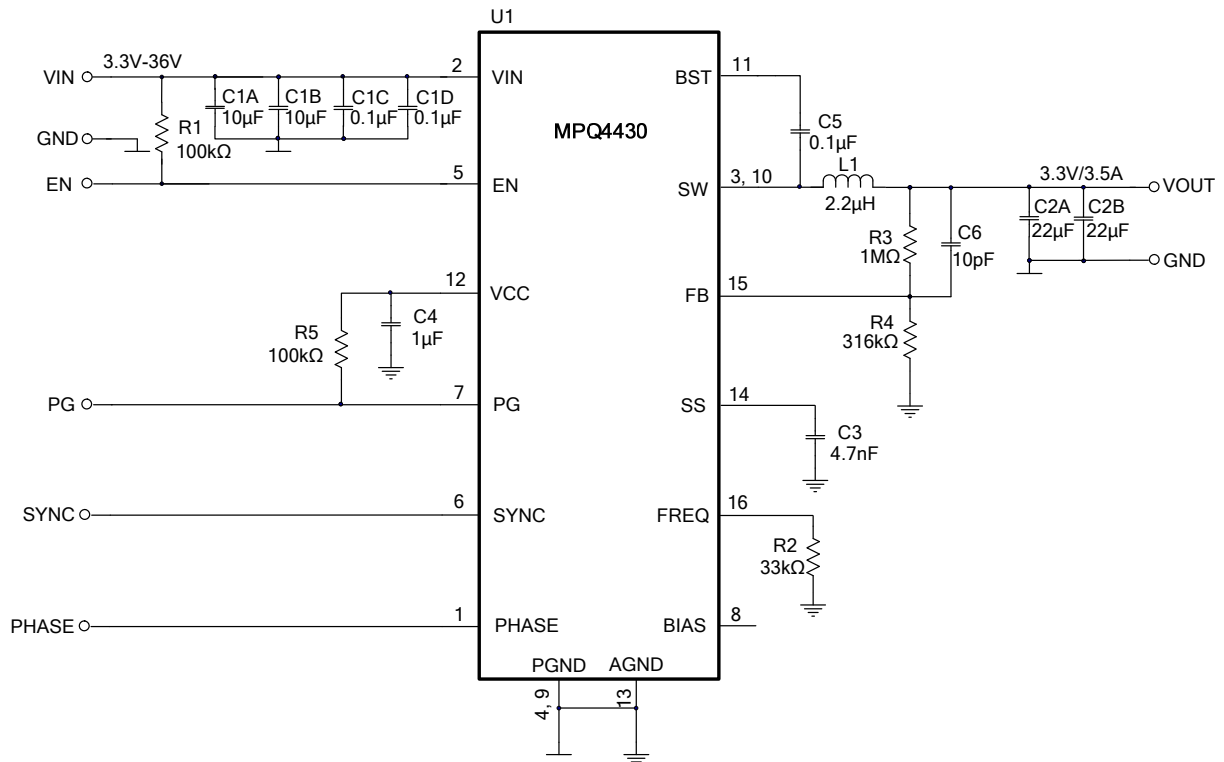 U1
MPQ4430
VIN
3.3V-36V
2
VIN
C1A
10µF
C1B
10µF
C1C
0.1µF
C1D
0.1µF
GND
R1
100kΩ
EN
5
EN
12
VCC
C4
1µF
R5
100kΩ
PG
7
PG
SYNC
6
SYNC
PHASE
1
PHASE
BST
11
C5
0.1µF
L1
2.2µH
SW
3, 10
3.3V/3.5A
VOUT
C2A
22µF
C2B
22µF
GND
R3
1MΩ
C6
10pF
FB
15
R4
316kΩ
SS
14
C3
4.7nF
FREQ
16
R2
33kΩ
BIAS
8
PGND
AGND
4, 9
13